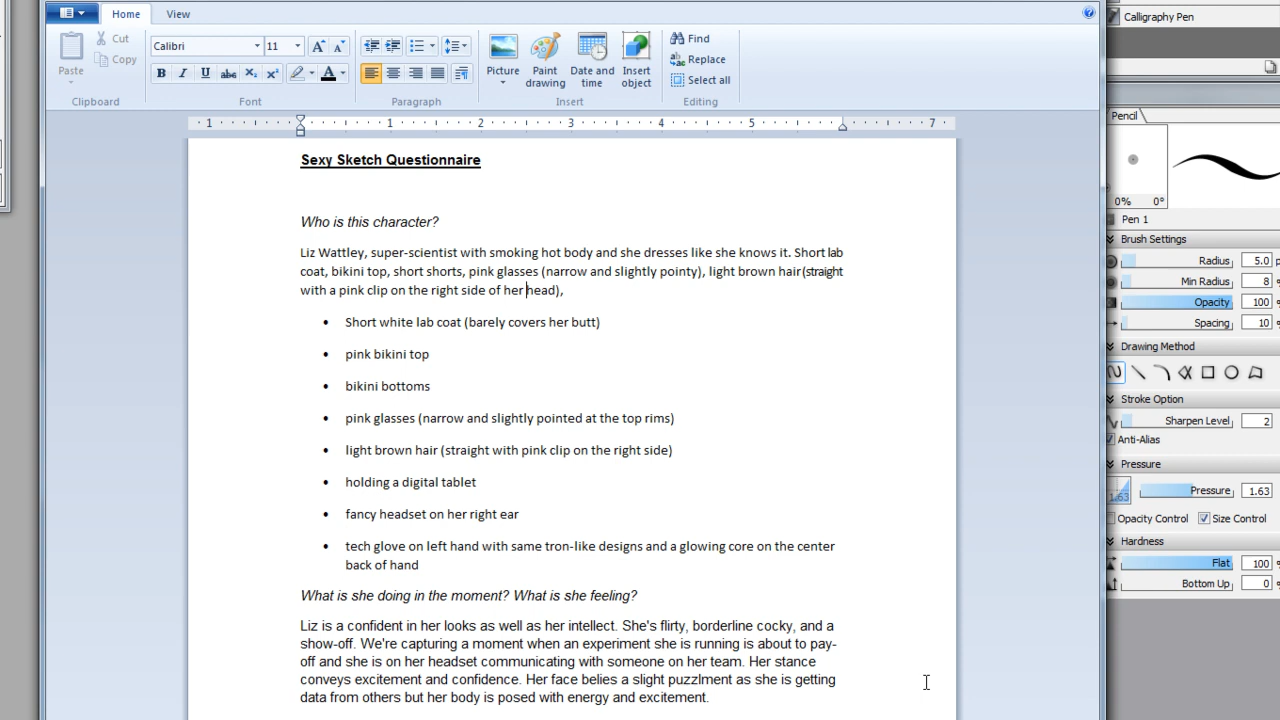 Home View
Calligraphy Pen
Cut
Copy
Paste
Clipboard
Calibri 11
B I U abc X₂ X² A
Font
Paragraph
Picture
Paint drawing
Date and time
Insert object
Insert
Find
Replace
Select all
Editing
1 1 2 3 4 5 7
Sexy Sketch Questionnaire
Who is this character?
Liz Wattley, super-scientist with smoking hot body and she dresses like she knows it. Short lab
coat, bikini top, short shorts, pink glasses (narrow and slightly pointy), light brown hair(straight
with a pink clip on the right side of her head),
• Short white lab coat (barely covers her butt)
• pink bikini top
• bikini bottoms
• pink glasses (narrow and slightly pointed at the top rims)
• light brown hair (straight with pink clip on the right side)
• holding a digital tablet
• fancy headset on her right ear
• tech glove on left hand with same tron-like designs and a glowing core on the center
back of hand
What is she doing in the moment? What is she feeling?
Liz is a confident in her looks as well as her intellect. She's flirty, borderline cocky, and a
show-off. We're capturing a moment when an experiment she is running is about to pay-
off and she is on her headset communicating with someone on her team. Her stance
conveys excitement and confidence. Her face belies a slight puzzlment as she is getting
data from others but her body is posed with energy and excitement.
Pencil
0% 0°
Pen 1
Brush Settings
Radius 5.0
Min Radius 8
Opacity 100
Spacing 10
Drawing Method
Stroke Option
Sharpen Level 2
Anti-Alias
Pressure
1.63 Pressure 1.63
Opacity Control Size Control
Hardness
Flat 100
Bottom Up 0